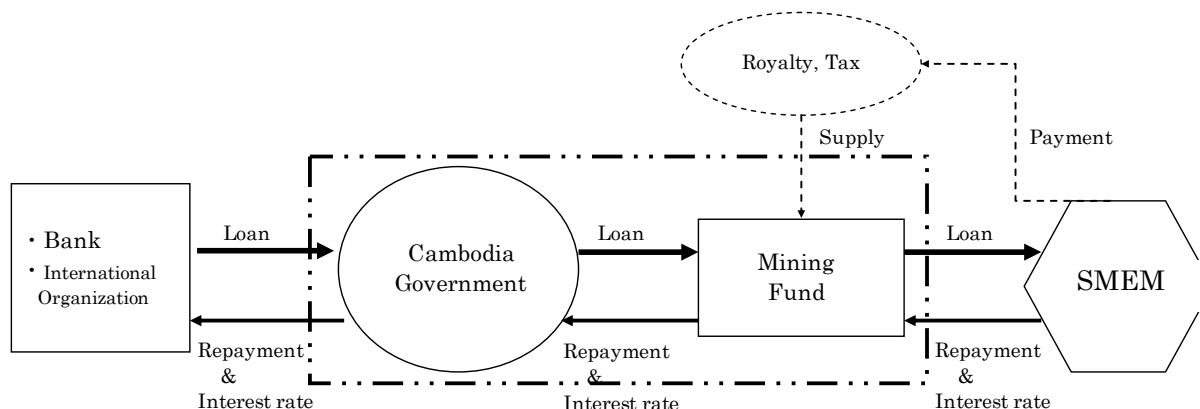 Royalty, Tax
Supply
Payment
・Bank
・International
Organization
Loan
Cambodia
Government
Loan
Mining
Fund
Loan
SMEM
Repayment
&
Interest rate
Repayment
&
Interest rate
Repayment
&
Interest rate